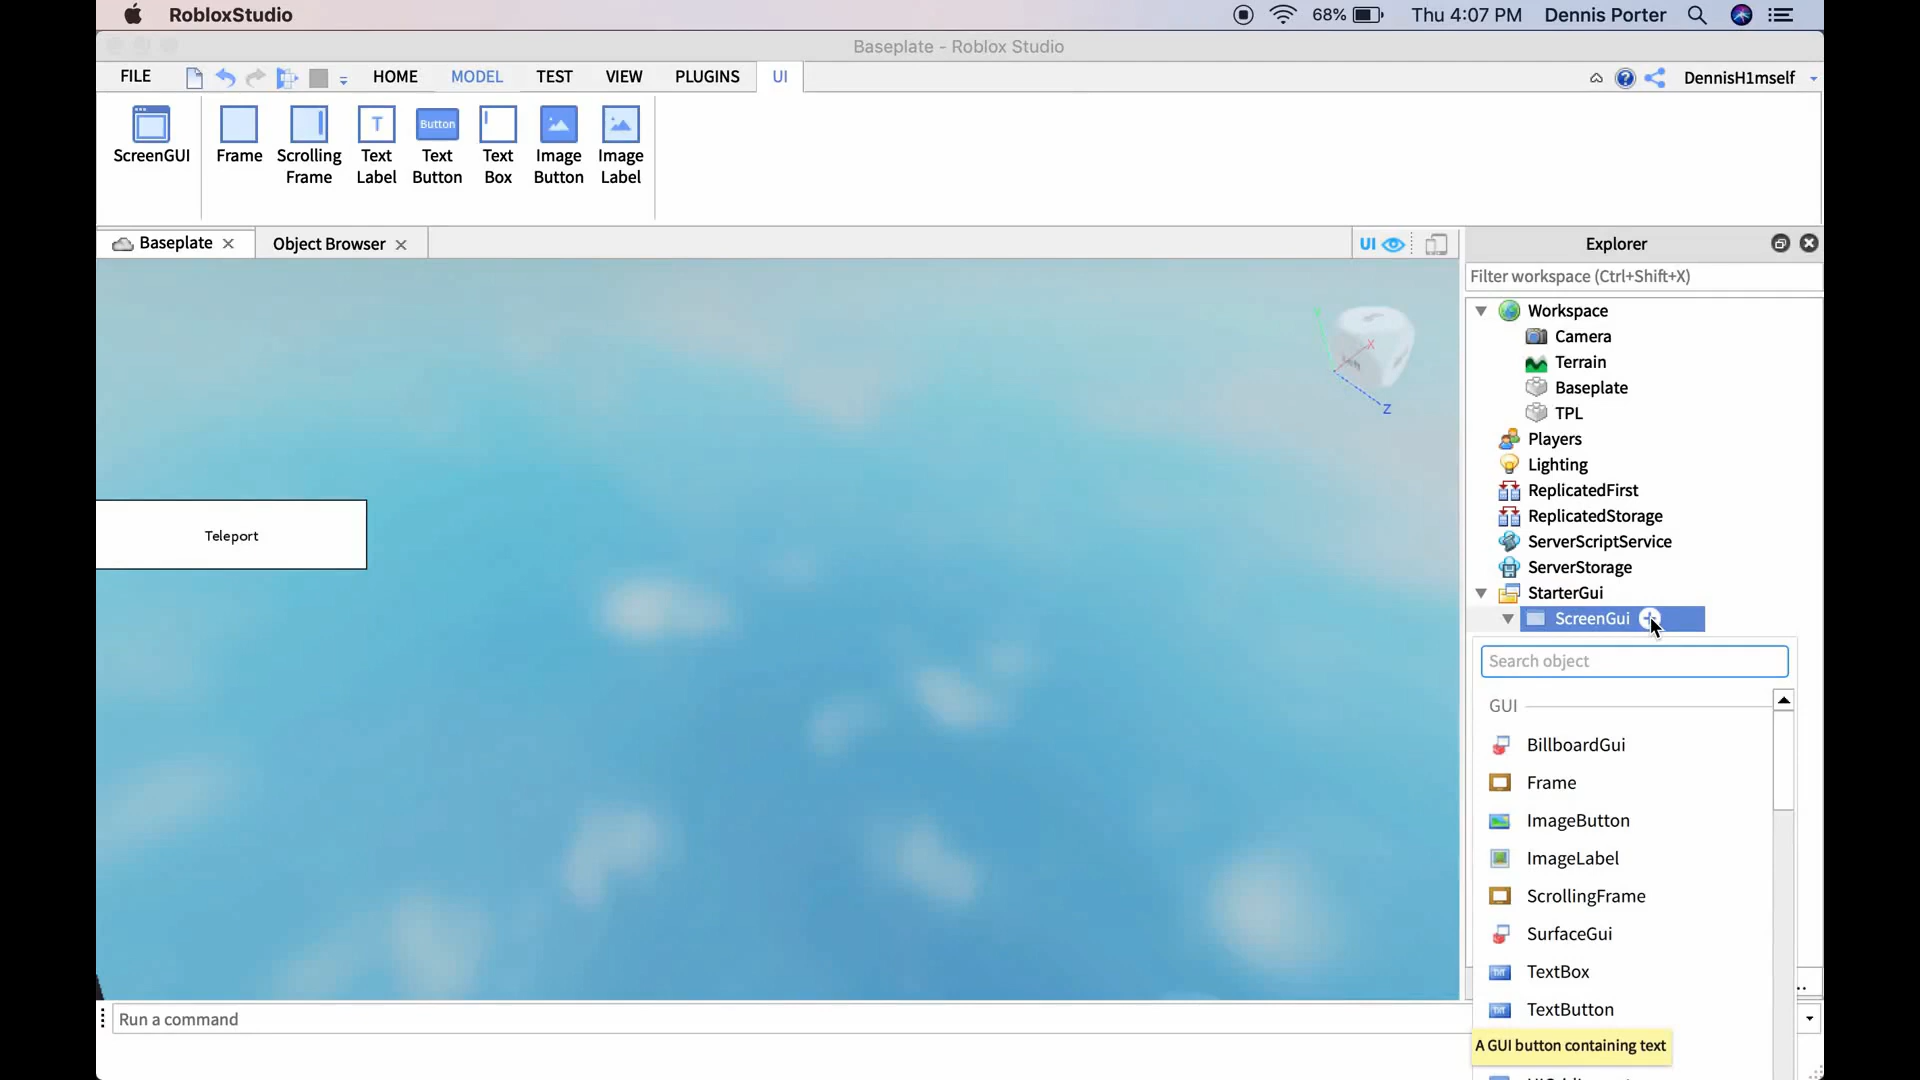 RobloxStudio
68%
Thu 4:07 PM
Dennis Porter
Baseplate - Roblox Studio
FILE
HOME
MODEL
TEST
VIEW
PLUGINS
UI
DennisH1mself
ScreenGUI
Frame
Scrolling
Frame
T
Text
Label
Button
Text
Button
Text
Box
Image
Button
Image
Label
Baseplate
Object Browser
UI
Explorer
Filter workspace (Ctrl+Shift+X)
Workspace
Camera
Terrain
Baseplate
TPL
Players
Lighting
ReplicatedFirst
ReplicatedStorage
ServerScriptService
ServerStorage
StarterGui
ScreenGui
Search object
GUI
BillboardGui
Frame
ImageButton
ImageLabel
ScrollingFrame
SurfaceGui
TextBox
TextButton
A GUI button containing text
Teleport
Y
X
Z
Run a command